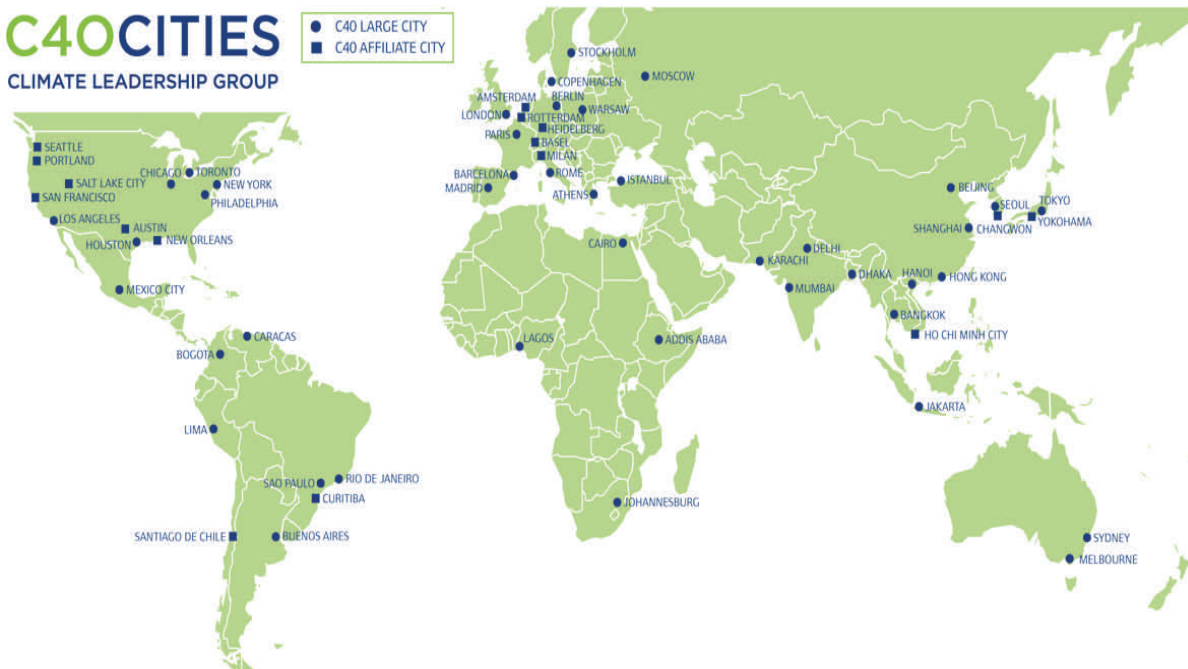 C40CITIES
CLIMATE LEADERSHIP GROUP
C40 LARGE CITY
C40 AFFILIATE CITY
STOCKHOLM
MOSCOW
COPENHAGEN
BERLIN
AMSTERDAM
WARSAW
LONDON
ROTTERDAM
HEIDELBERG
PARIS
BASEL
MILAN
BARCELONA
ROME
ISTANBUL
MADRID
ATHENS
SEATTLE
PORTLAND
CHICAGO
TORONTO
SALT LAKE CITY
NEW YORK
SAN FRANCISCO
PHILADELPHIA
LOS ANGELES
AUSTIN
HOUSTON
NEW ORLEANS
MEXICO CITY
CARACAS
BOGOTA
LIMA
RIO DE JANEIRO
SAO PAULO
CURITIBA
SANTIAGO DE CHILE
BUENOS AIRES
CAIRO
LAGOS
ADDIS ABABA
JOHANNESBURG
BEIJING
SEOUL
TOKYO
SHANGHAI
CHANGWON
YOKOHAMA
DELHI
KARACHI
DHAKA
HANOI
HONG KONG
MUMBAI
BANGKOK
HO CHI MINH CITY
JAKARTA
SYDNEY
MELBOURNE